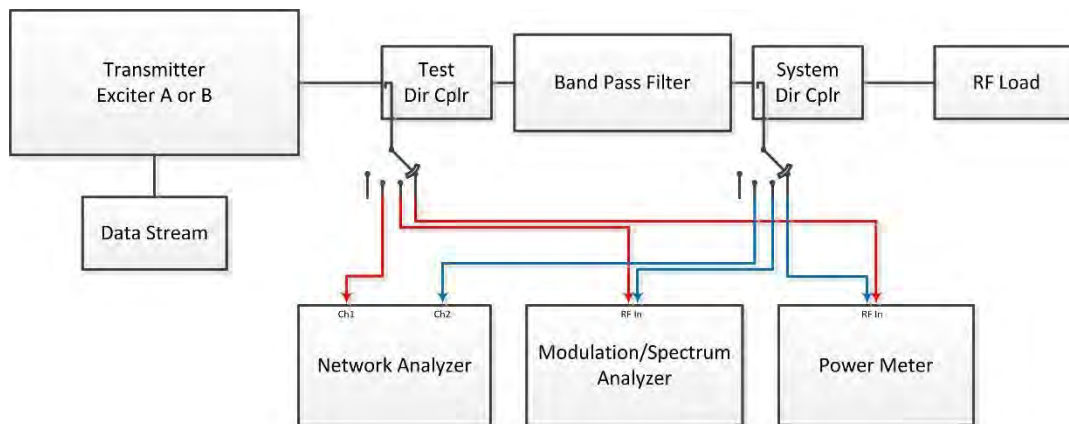 Transmitter
Exciter A or B
Test
Dir Cplr
Band Pass Filter
System
Dir Cplr
RF Load
Data Stream
Ch1
Ch2
Network Analyzer
RF In
Modulation/Spectrum
Analyzer
RF In
Power Meter